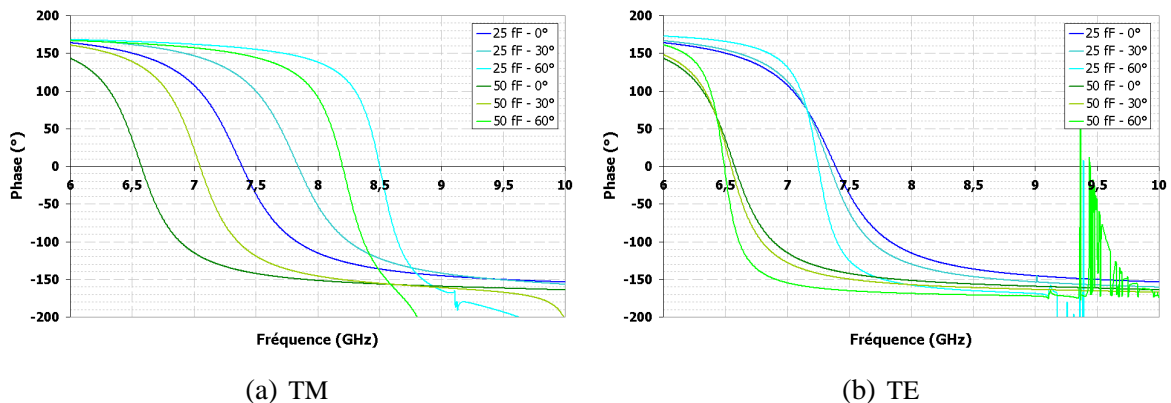 200
150
100
50
0
-50
-100
-150
-200
Phase (°)
6 6,5 7 7,5 8 8,5 9 9,5 10
Fréquence (GHz)
25 fF - 0°
25 fF - 30°
25 fF - 60°
50 fF - 0°
50 fF - 30°
50 fF - 60°
(a) TM
200
150
100
50
0
-50
-100
-150
-200
Phase (°)
6 6,5 7 7,5 8 8,5 9 9,5 10
Fréquence (GHz)
25 fF - 0°
25 fF - 30°
25 fF - 60°
50 fF - 0°
50 fF - 30°
50 fF - 60°
(b) TE